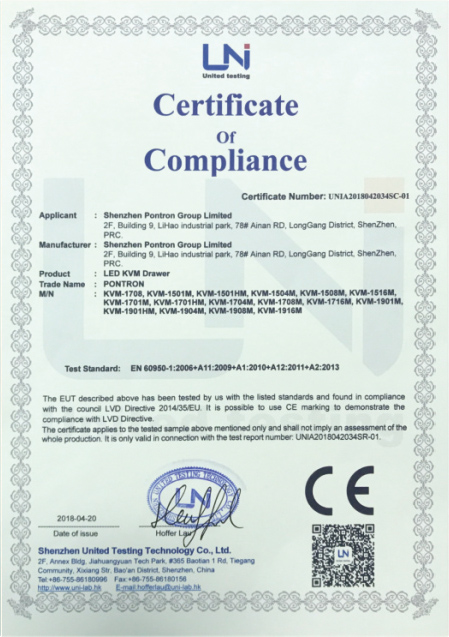 UNi
United testing
Certificate
Of
Compliance
Certificate Number: UNIA2018042034SC-01
Applicant : Shenzhen Pontron Group Limited
2F, Building 9, LiHao industrial park, 78# Ainan RD, LongGang District, ShenZhen,
PRC.
Manufacturer : Shenzhen Pontron Group Limited
2F, Building 9, LiHao industrial park, 78# Ainan RD, LongGang District, ShenZhen,
PRC.
Product : LED KVM Drawer
Trade Name : PONTRON
M/N : KVM-1708, KVM-1501M, KVM-1501HM, KVM-1504M, KVM-1508M, KVM-1516M,
KVM-1701M, KVM-1701HM, KVM-1704M, KVM-1708M, KVM-1716M, KVM-1901M,
KVM-1901HM, KVM-1904M, KVM-1908M, KVM-1916M
Test Standard: EN 60950-1:2006+A11:2009+A1:2010+A12:2011+A2:2013
The EUT described above has been tested by us with the listed standards and found in compliance
with the council LVD Directive 2014/35/EU. It is possible to use CE marking to demonstrate the
compliance with LVD Directive.
The certificate applies to the tested sample above mentioned only and shall not imply an assessment of the
whole production. It is only valid in connection with the test report number: UNIA2018042034SR-01.
2018-04-20
Date of issue
Hoffer Lau
CE
Shenzhen United Testing Technology Co., Ltd.
2F, Annex Bldg, Jiahuangyuan Tech Park, #365 Baotian 1 Rd, Tiegang
Community, Xixiang Str, Bao'an District, Shenzhen, China
Tel:+86-755-86180996 Fax:+86-755-86180156
http://www.uni-lab.hk E-mail:hofferlau@uni-lab.hk